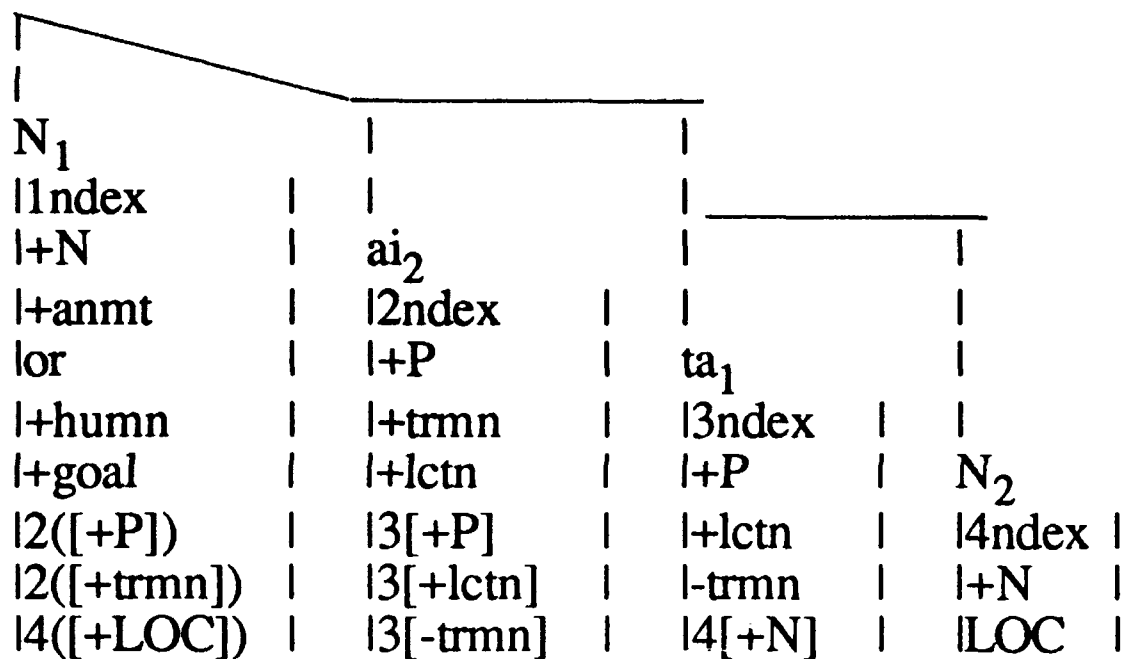 N1
|1ndex | |
|+N | ai2
|+anmt | |2ndex | |
|or | |+P | ta1
|+humn | |+trmn | |3ndex | |
|+goal | |+lctn | |+P | N2
|2([+P]) | |3[+P] | |+lctn | |4ndex |
|2([+trmn]) | |3[+lctn] | |-trmn | |+N |
|4([+LOC]) | |3[-trmn] | |4[+N] | |LOC |